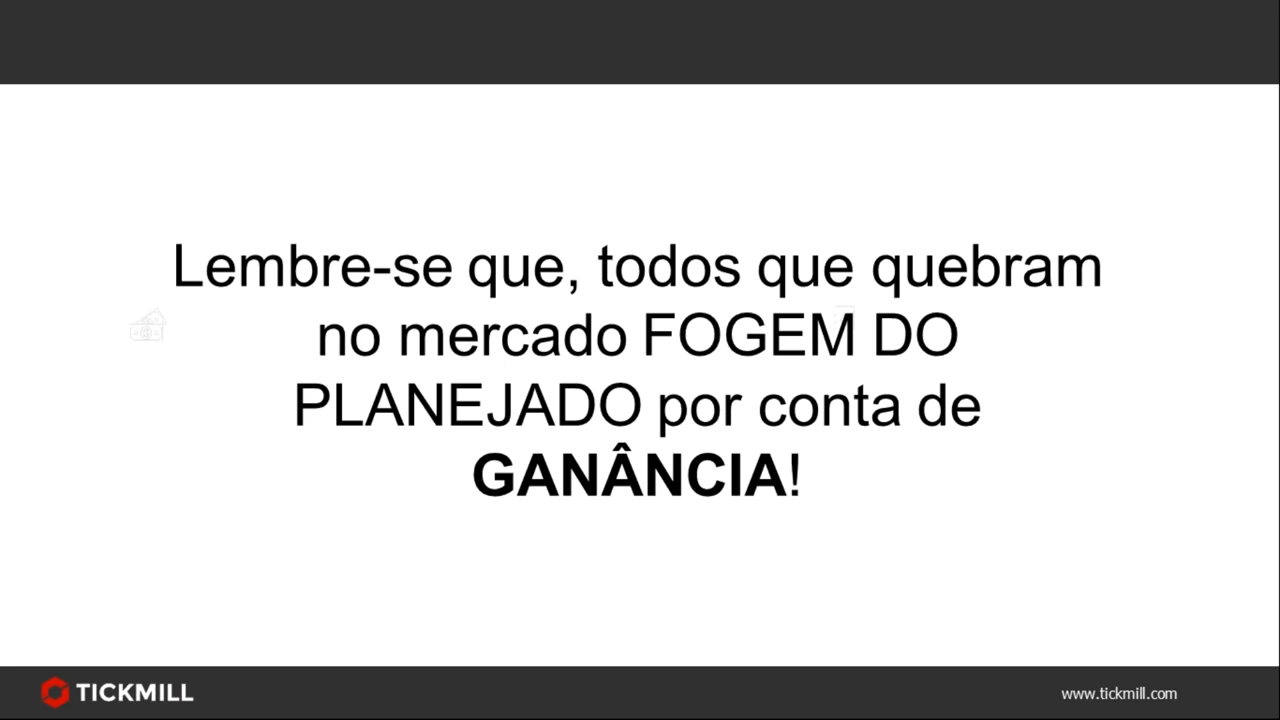 Lembre-se que, todos que quebram
no mercado FOGEM DO
PLANEJADO por conta de
GANÂNCIA!
TICKMILL
www.tickmill.com